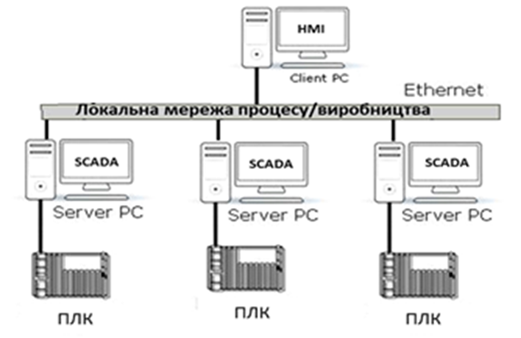 HMI
Client PC
Ethernet
Локальна мережа процесу/виробництва
SCADA
SCADA
SCADA
Server PC
Server PC
Server PC
ПЛК
ПЛК
ПЛК